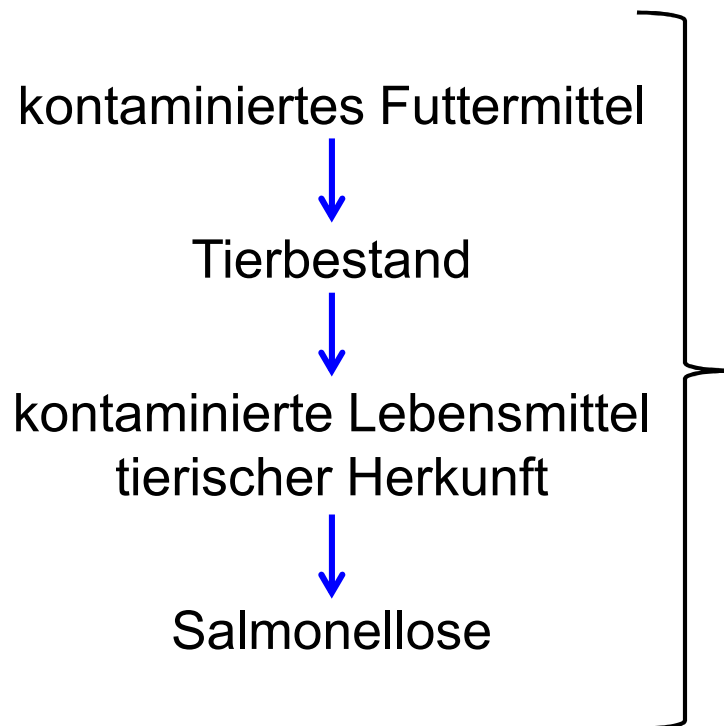 kontaminiertes Futtermittel
Tierbestand
kontaminierte Lebensmittel
tierischer Herkunft
Salmonellose